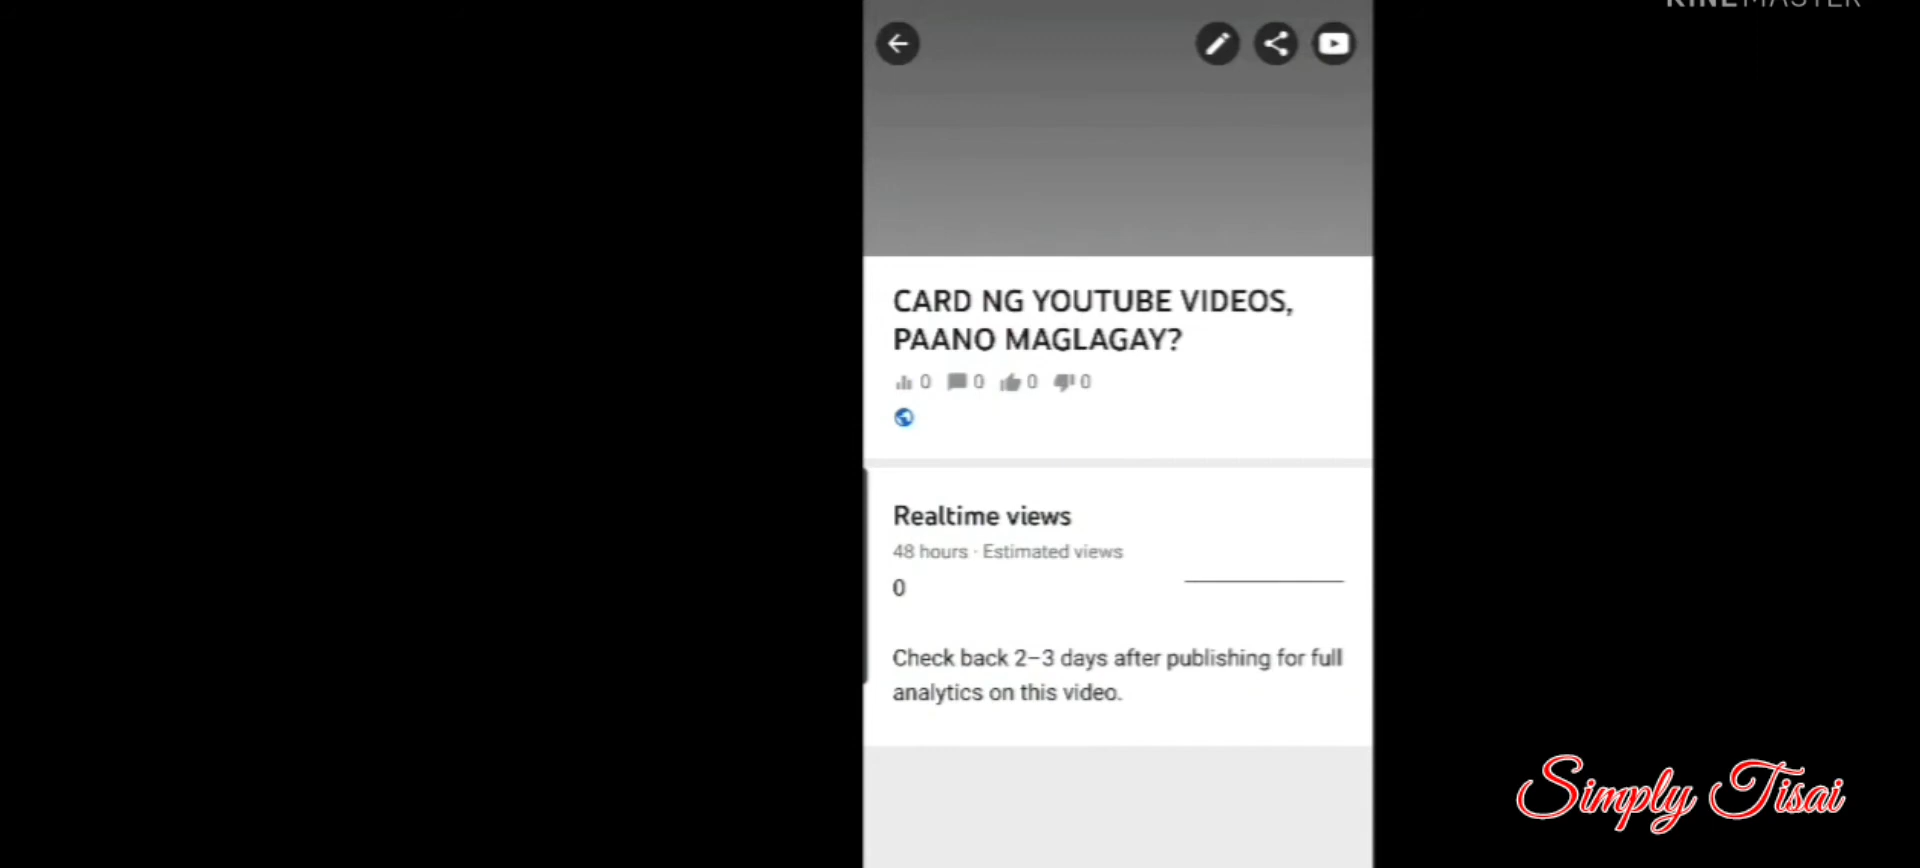 KINEMASTER
CARD NG YOUTUBE VIDEOS,
PAANO MAGLAGAY?
0 0 0 0
Realtime views
48 hours · Estimated views
0
Check back 2–3 days after publishing for full
analytics on this video.
Simply Tisai